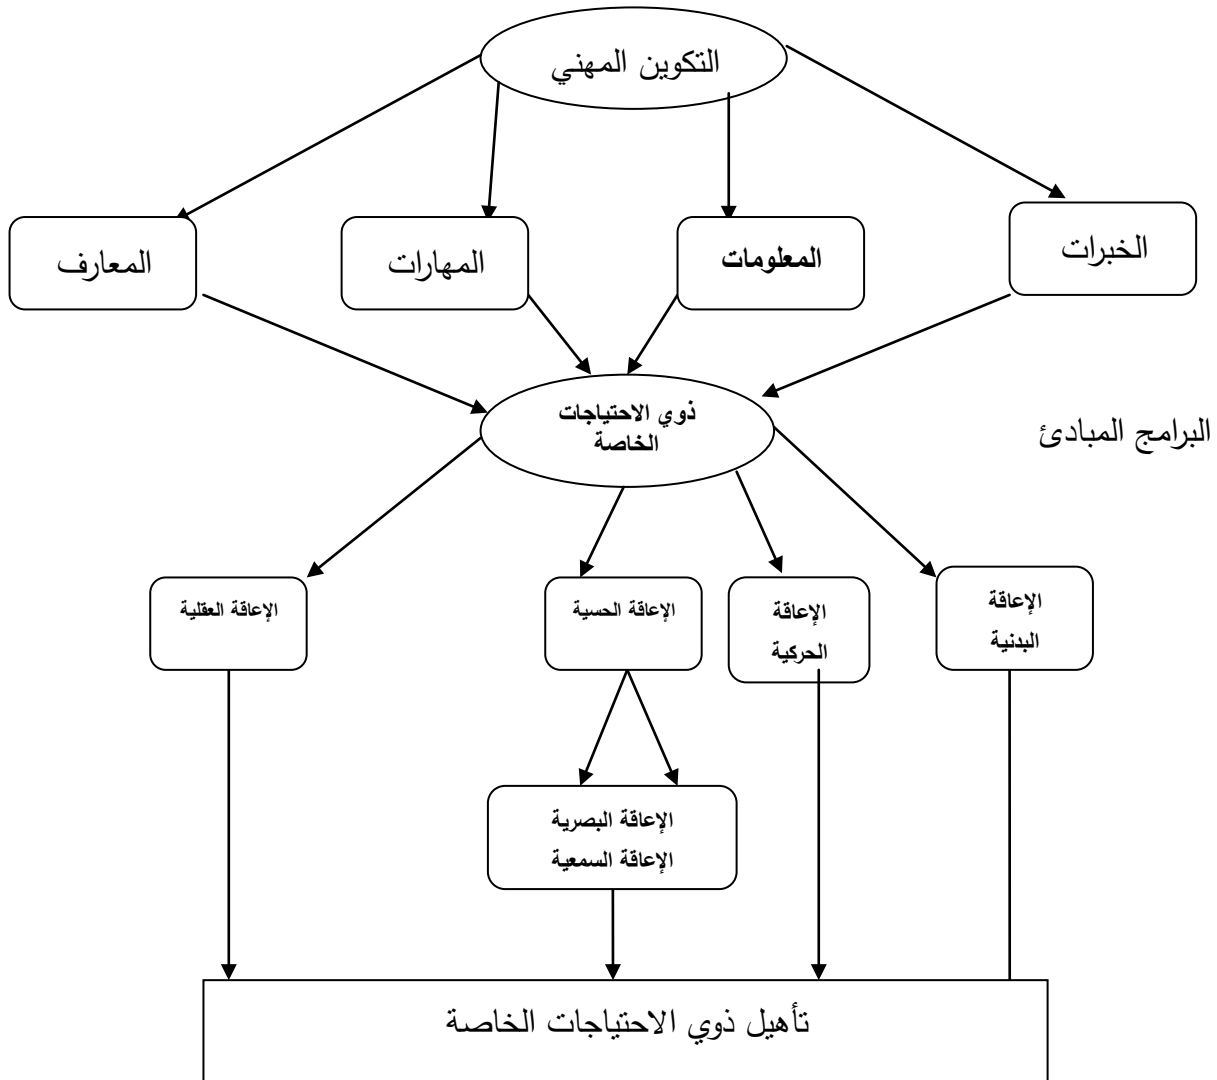 التكوين المهني
الخبرات
المعلومات
المهارات
المعارف
ذوي الاحتياجات
الخاصة
البرامج المبادئ
الإعاقة
البدنية
الإعاقة
الحركية
الإعاقة الحسية
الإعاقة العقلية
الإعاقة البصرية
الإعاقة السمعية
تأهيل ذوي الاحتياجات الخاصة